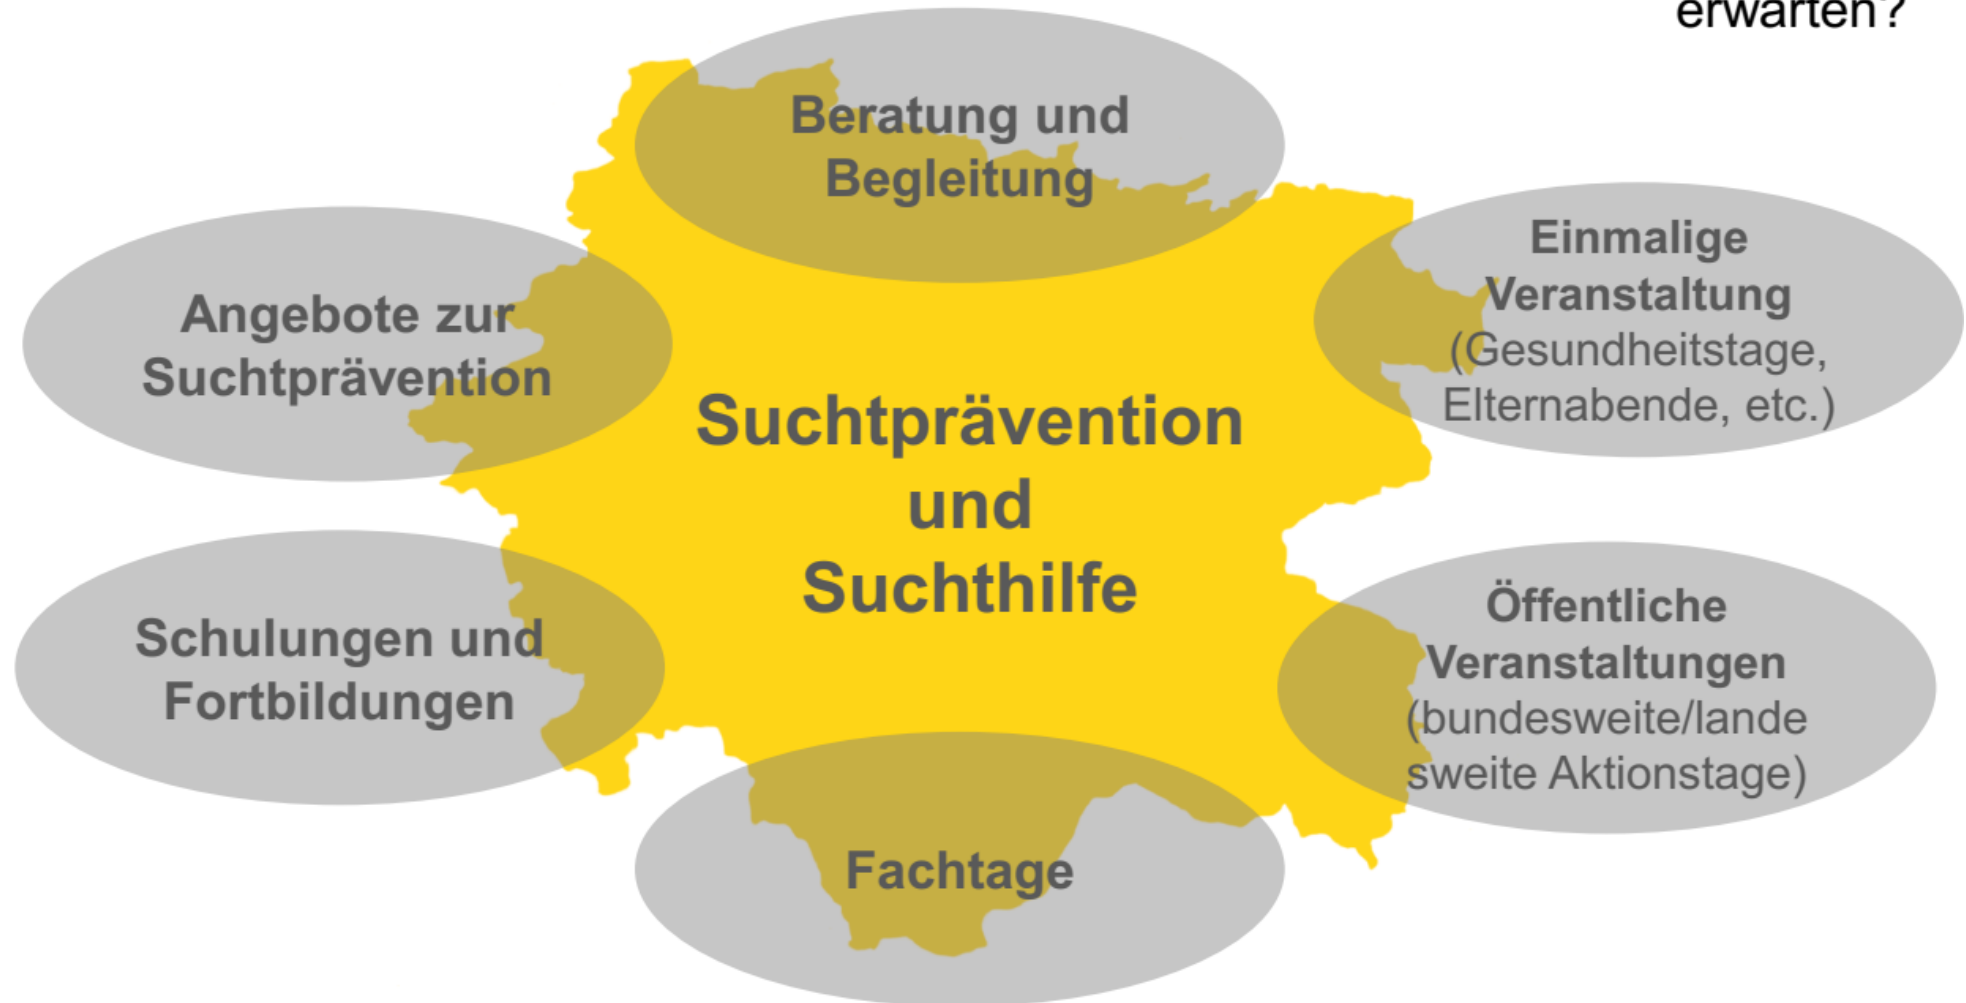 erwarten?
Beratung und
Begleitung
Einmalige
Veranstaltung
(Gesundheitstage,
Elternabende, etc.)
Angebote zur
Suchtprävention
Suchtprävention
und
Suchthilfe
Schulungen und
Fortbildungen
Öffentliche
Veranstaltungen
(bundesweite/lande
sweite Aktionstage)
Fachtage